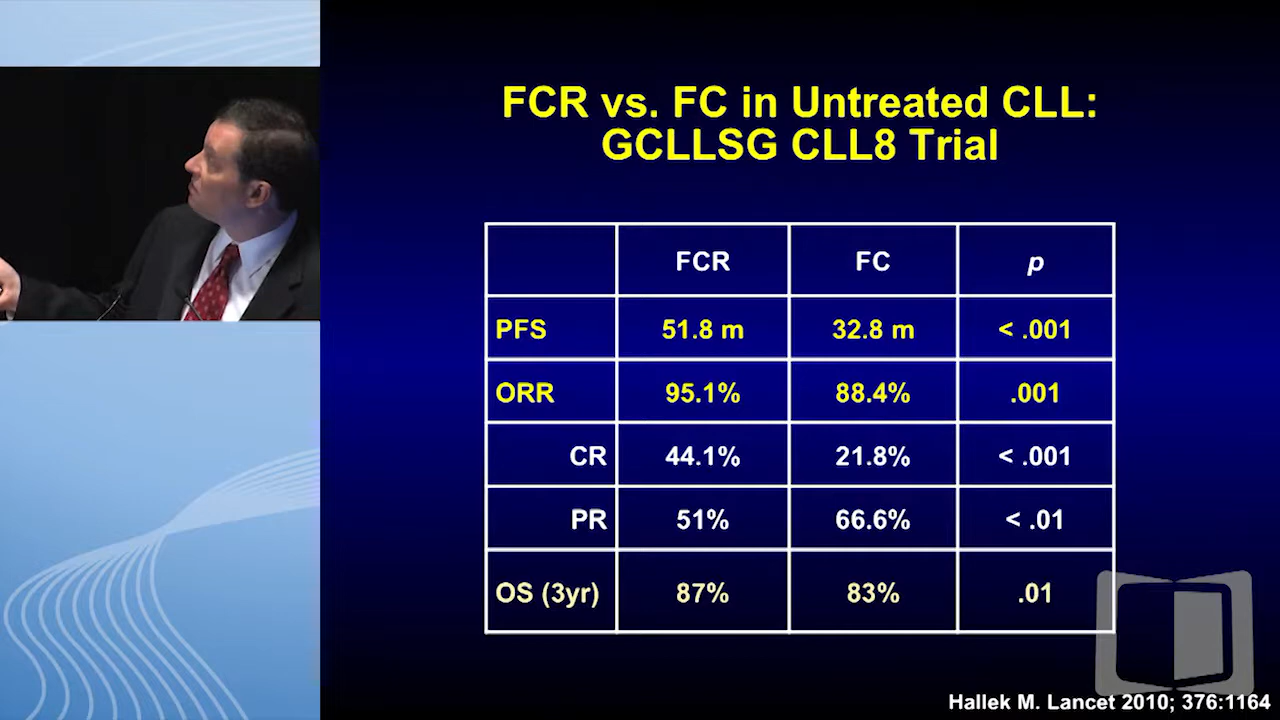 FCR vs. FC in Untreated CLL:
GCLLSG CLL8 Trial
FCR FC p
PFS 51.8 m 32.8 m < .001
ORR 95.1% 88.4% .001
CR 44.1% 21.8% < .001
PR 51% 66.6% < .01
OS (3yr) 87% 83% .01
Hallek M. Lancet 2010; 376:1164